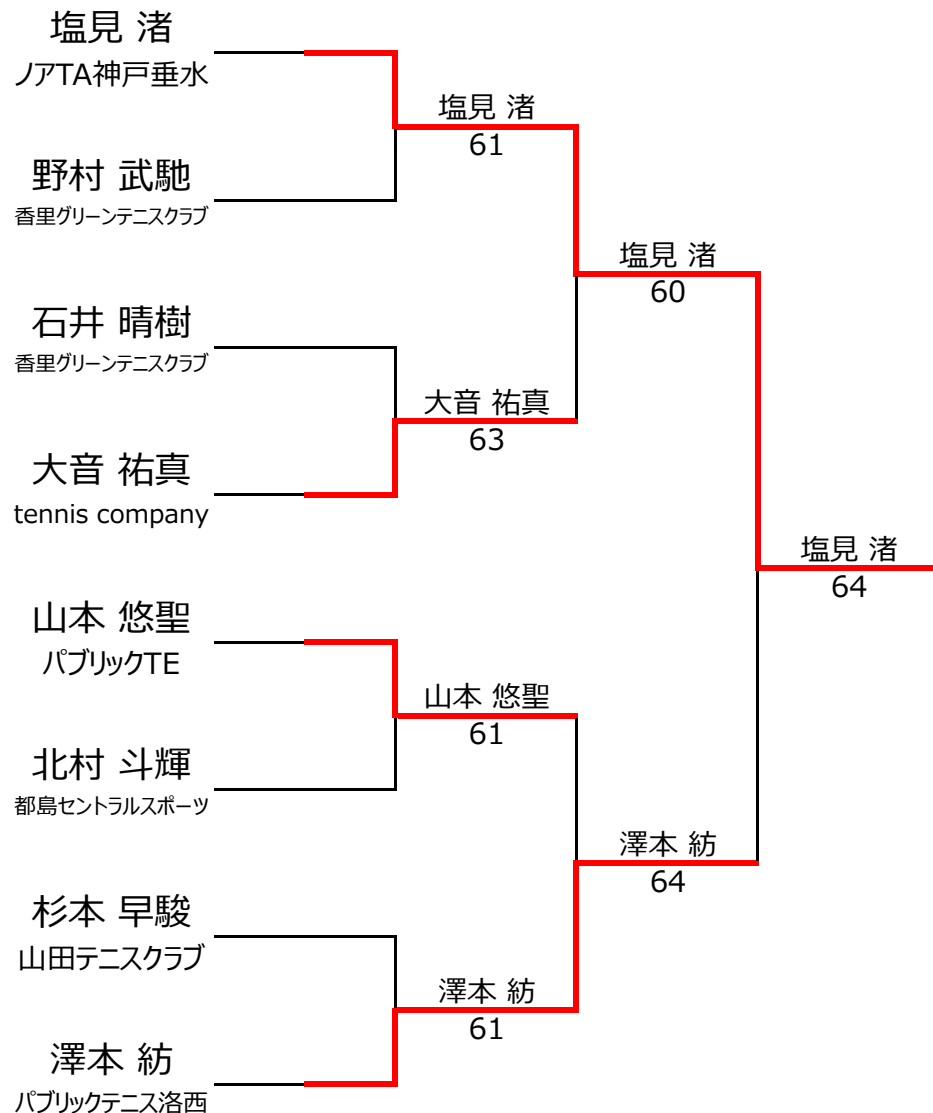 塩見 渚
ノアTA神戸垂水
野村 武馳
香里グリーンテニスクラブ
石井 晴樹
香里グリーンテニスクラブ
大音 祐真
tennis company
山本 悠聖
パブリックTE
北村 斗輝
都島セントラルスポーツ
杉本 早駿
山田テニスクラブ
澤本 紡
パブリックテニス洛西
塩見 渚
61
大音 祐真
63
山本 悠聖
61
澤本 紡
61
塩見 渚
60
澤本 紡
64
塩見 渚
64